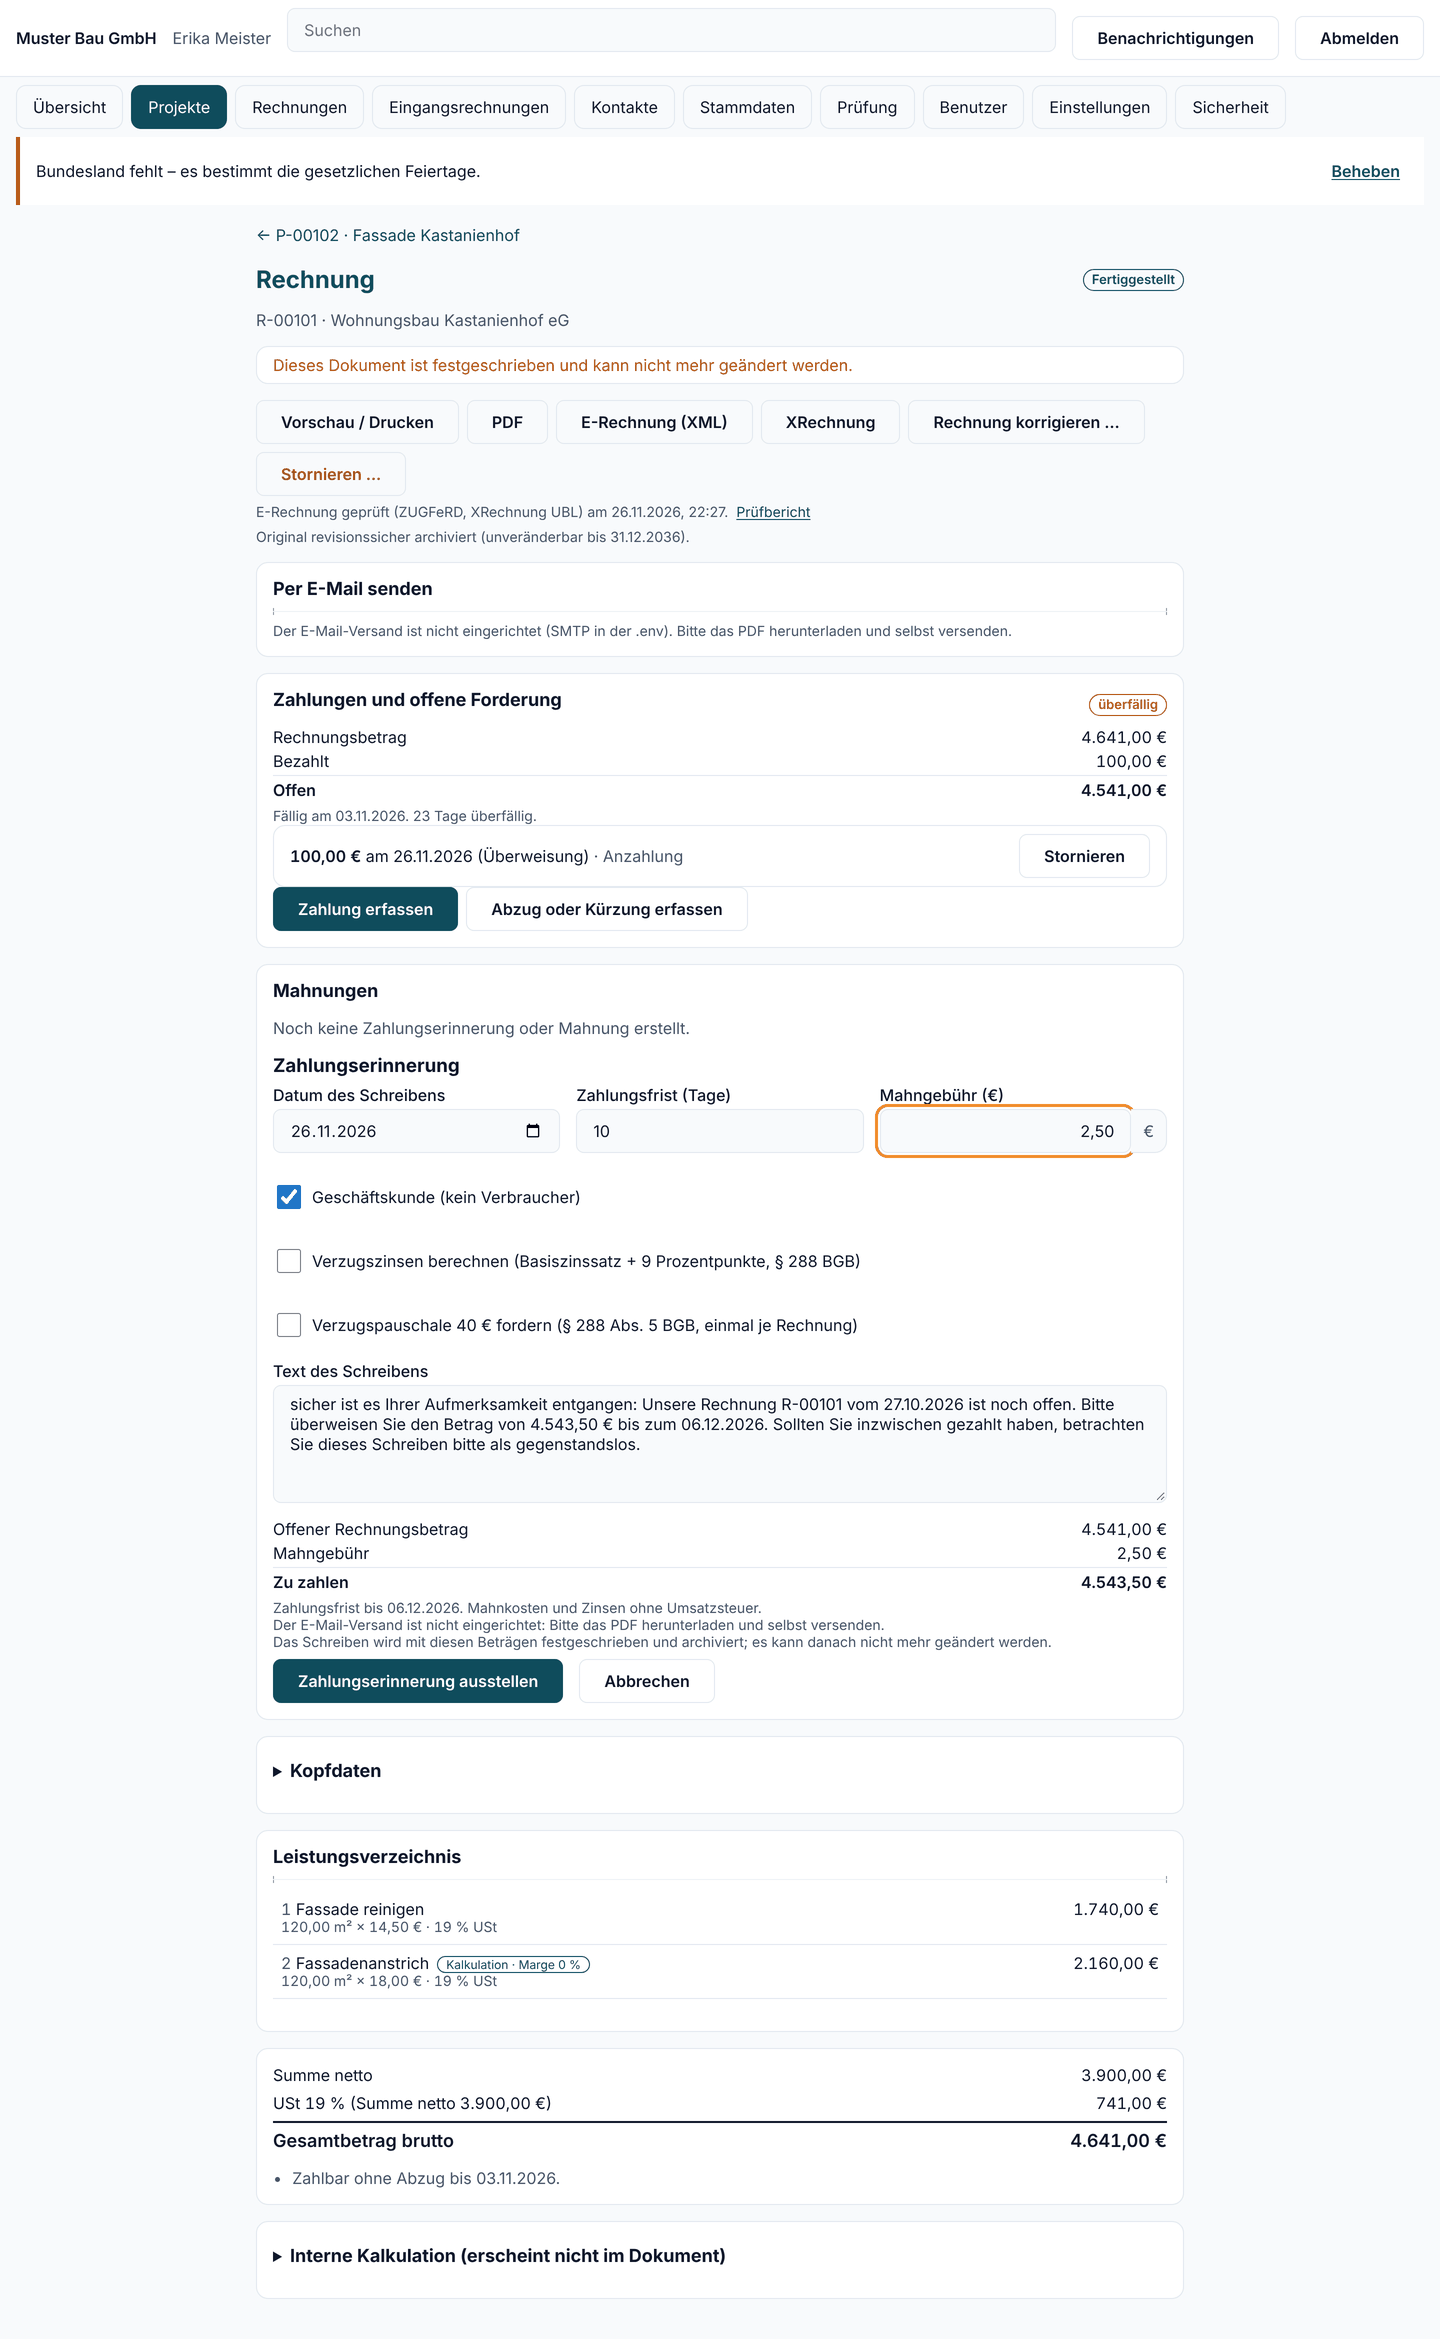 Muster Bau GmbH Erika Meister Suchen Benachrichtigungen Abmelden
Übersicht Projekte Rechnungen Eingangsrechnungen Kontakte Stammdaten Prüfung Benutzer Einstellungen Sicherheit
Bundesland fehlt – es bestimmt die gesetzlichen Feiertage. Beheben
← P-00102 · Fassade Kastanienhof
Rechnung Fertiggestellt
R-00101 · Wohnungsbau Kastanienhof eG
Dieses Dokument ist festgeschrieben und kann nicht mehr geändert werden.
Vorschau / Drucken PDF E-Rechnung (XML) XRechnung Rechnung korrigieren ...
Stornieren ...
E-Rechnung geprüft (ZUGFeRD, XRechnung UBL) am 26.11.2026, 22:27. Prüfbericht
Original revisionssicher archiviert (unveränderbar bis 31.12.2036).
Per E-Mail senden
Der E-Mail-Versand ist nicht eingerichtet (SMTP in der .env). Bitte das PDF herunterladen und selbst versenden.
Zahlungen und offene Forderung überfällig
Rechnungsbetrag 4.641,00 €
Bezahlt 100,00 €
Offen 4.541,00 €
Fällig am 03.11.2026. 23 Tage überfällig.
100,00 € am 26.11.2026 (Überweisung) · Anzahlung Stornieren
Zahlung erfassen Abzug oder Kürzung erfassen
Mahnungen
Noch keine Zahlungserinnerung oder Mahnung erstellt.
Zahlungserinnerung
Datum des Schreibens Zahlungsfrist (Tage) Mahngebühr (€)
26.11.2026 10 2,50 €
Geschäftskunde (kein Verbraucher)
Verzugszinsen berechnen (Basiszinssatz + 9 Prozentpunkte, § 288 BGB)
Verzugspauschale 40 € fordern (§ 288 Abs. 5 BGB, einmal je Rechnung)
Text des Schreibens
sicher ist es Ihrer Aufmerksamkeit entgangen: Unsere Rechnung R-00101 vom 27.10.2026 ist noch offen. Bitte
überweisen Sie den Betrag von 4.543,50 € bis zum 06.12.2026. Sollten Sie inzwischen gezahlt haben, betrachten
Sie dieses Schreiben bitte als gegenstandslos.
Offener Rechnungsbetrag 4.541,00 €
Mahngebühr 2,50 €
Zu zahlen 4.543,50 €
Zahlungsfrist bis 06.12.2026. Mahnkosten und Zinsen ohne Umsatzsteuer.
Der E-Mail-Versand ist nicht eingerichtet: Bitte das PDF herunterladen und selbst versenden.
Das Schreiben wird mit diesen Beträgen festgeschrieben und archiviert; es kann danach nicht mehr geändert werden.
Zahlungserinnerung ausstellen Abbrechen
Kopfdaten
Leistungsverzeichnis
1 Fassade reinigen 1.740,00 €
120,00 m² × 14,50 € · 19 % USt
2 Fassadenanstrich Kalkulation · Marge 0 % 2.160,00 €
120,00 m² × 18,00 € · 19 % USt
Summe netto 3.900,00 €
USt 19 % (Summe netto 3.900,00 €) 741,00 €
Gesamtbetrag brutto 4.641,00 €
• Zahlbar ohne Abzug bis 03.11.2026.
Interne Kalkulation (erscheint nicht im Dokument)